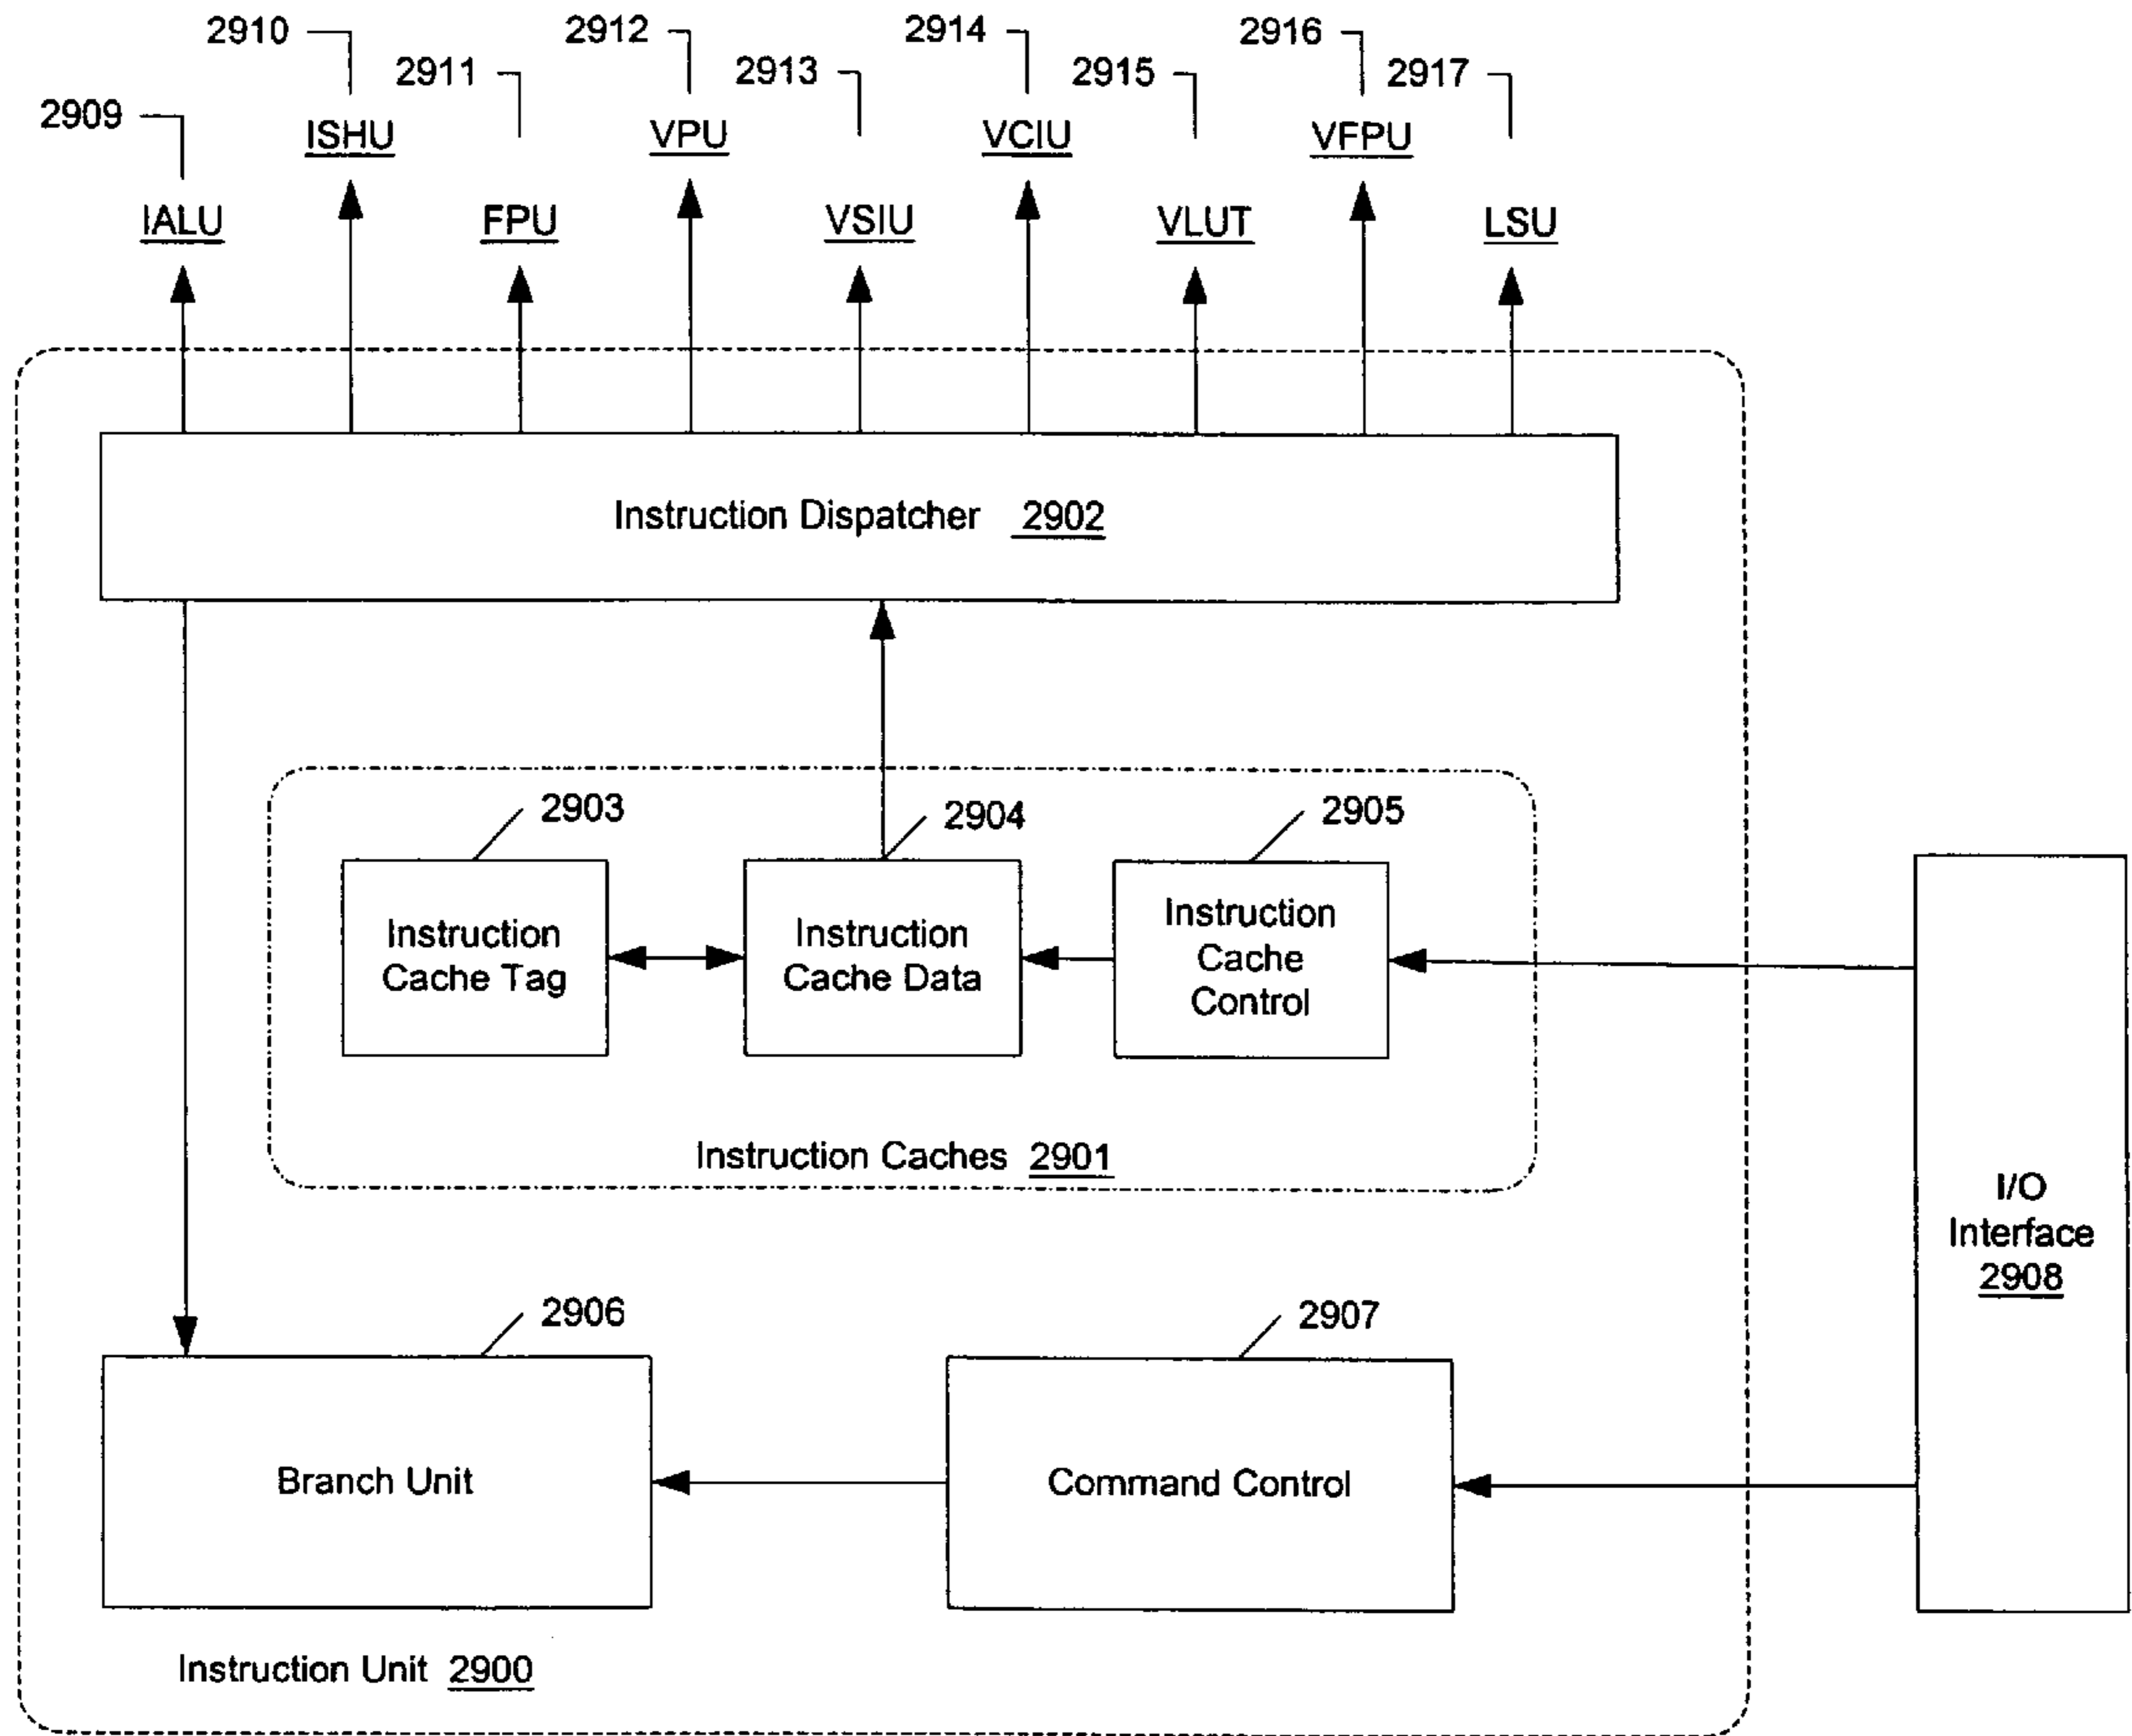 2910
2912
2914
2916
2911
2913
2915
2917
2909
ISHU
VPU
VCIU
VFPU
IALU
FPU
VSIU
VLUT
LSU
Instruction Dispatcher 2902
2903
2904
2905
Instruction
Cache Tag
Instruction
Cache Data
Instruction
Cache
Control
Instruction Caches 2901
I/O
Interface
2908
2906
2907
Branch Unit
Command Control
Instruction Unit 2900